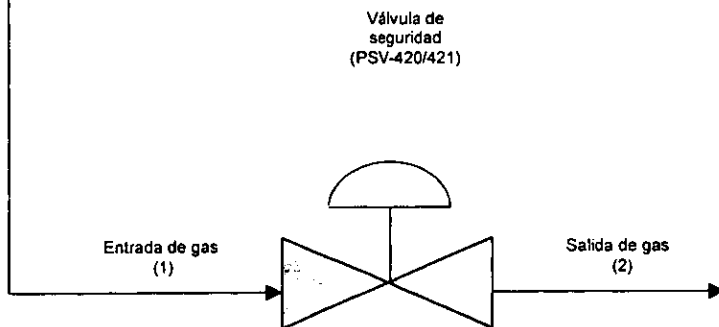 Válvula de
seguridad
(PSV-420/421)
Entrada de gas
(1)
Salida de gas
(2)